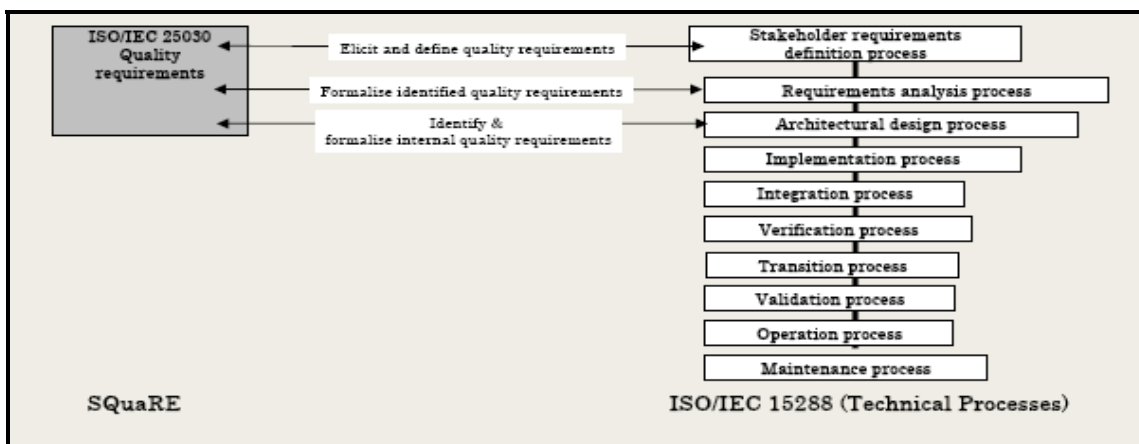 ISO/IEC 25030
Quality
requirements
Elicit and define quality requirements
Formalise identified quality requirements
Identify &
formalise internal quality requirements
Stakeholder requirements
definition process
Requirements analysis process
Architectural design process
Implementation process
Integration process
Verification process
Transition process
Validation process
Operation process
Maintenance process
SQuaRE
ISO/IEC 15288 (Technical Processes)